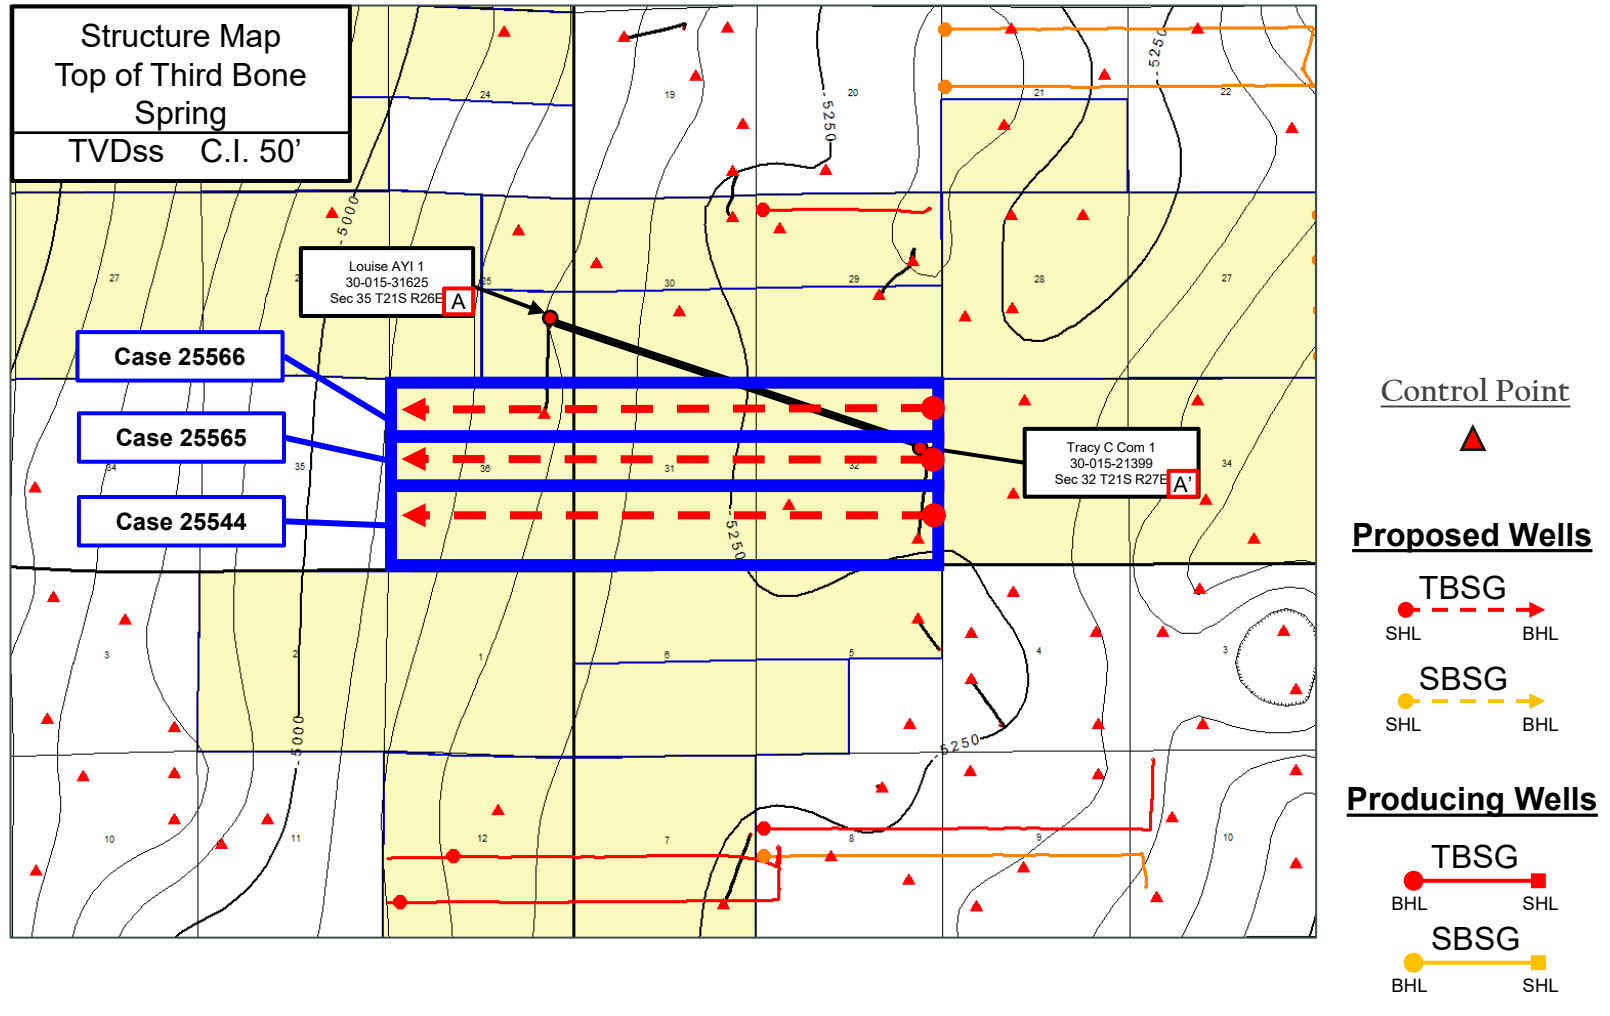 Structure Map
Top of Third Bone
Spring
TVDss C.I. 50’
24
19
20
21
22
-5250
-5250
-5000
27
25
30
29
28
27
Louise AYI 1
30-015-31625
Sec 35 T21S R26E
A
Case 25566
Case 25565
Case 25544
34
35
36
31
32
34
Tracy C Com 1
30-015-21399
Sec 32 T21S R27E
A’
-5250
3
2
1
6
5
4
3
-5000
-5250
10
11
12
7
8
9
10
Control Point
Proposed Wells
TBSG
SHL BHL
SBSG
SHL BHL
Producing Wells
TBSG
BHL SHL
SBSG
BHL SHL